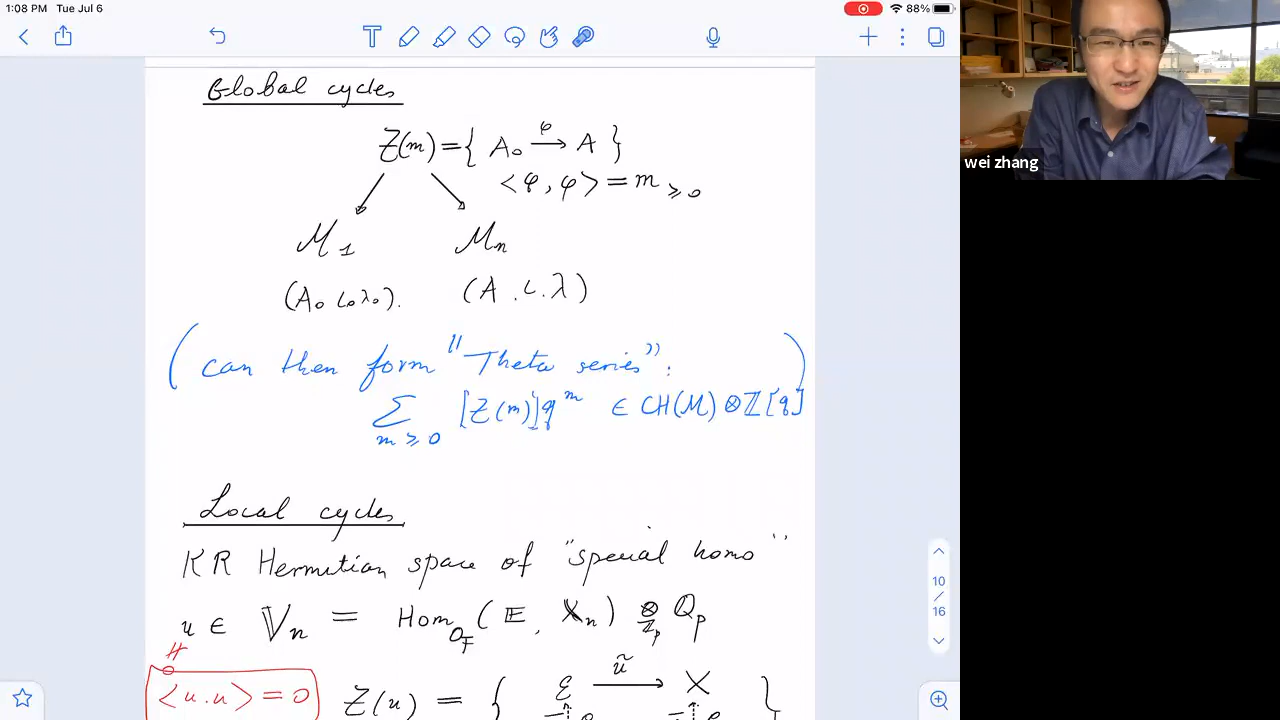 1:08 PM Tue Jul 6
88%
wei zhang
Global cycles
Z(m) = { A₀ →^φ A }
<φ, φ> = m ≥ 0
M₁ Mₙ
(A₀ ι₀ λ₀). (A . ι . λ)
(can then form "Theta series":
∑_{m ≥ 0} [Z(m)] q^m ∈ CH(M) ⊗ ℤ[q])
Local cycles
KR Hermitian space of "special homo"
u ∈ 𝕍ₙ = Hom_{O_F}(𝔼, 𝕏ₙ) ⊗_{ℤ_p} ℚ_p
<u.u> = 0
Z(u) = { ℰ →^ũ X }
10
/
16